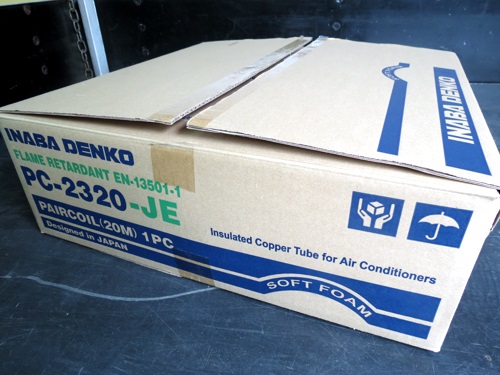 INABA DENKO
INABA DENKO
FLAME RETARDANT EN-13501-1
PC-2320-JE
PAIRCOIL(20M) 1PC
Designed in JAPAN
Insulated Copper Tube for Air Conditioners
SOFT FOAM